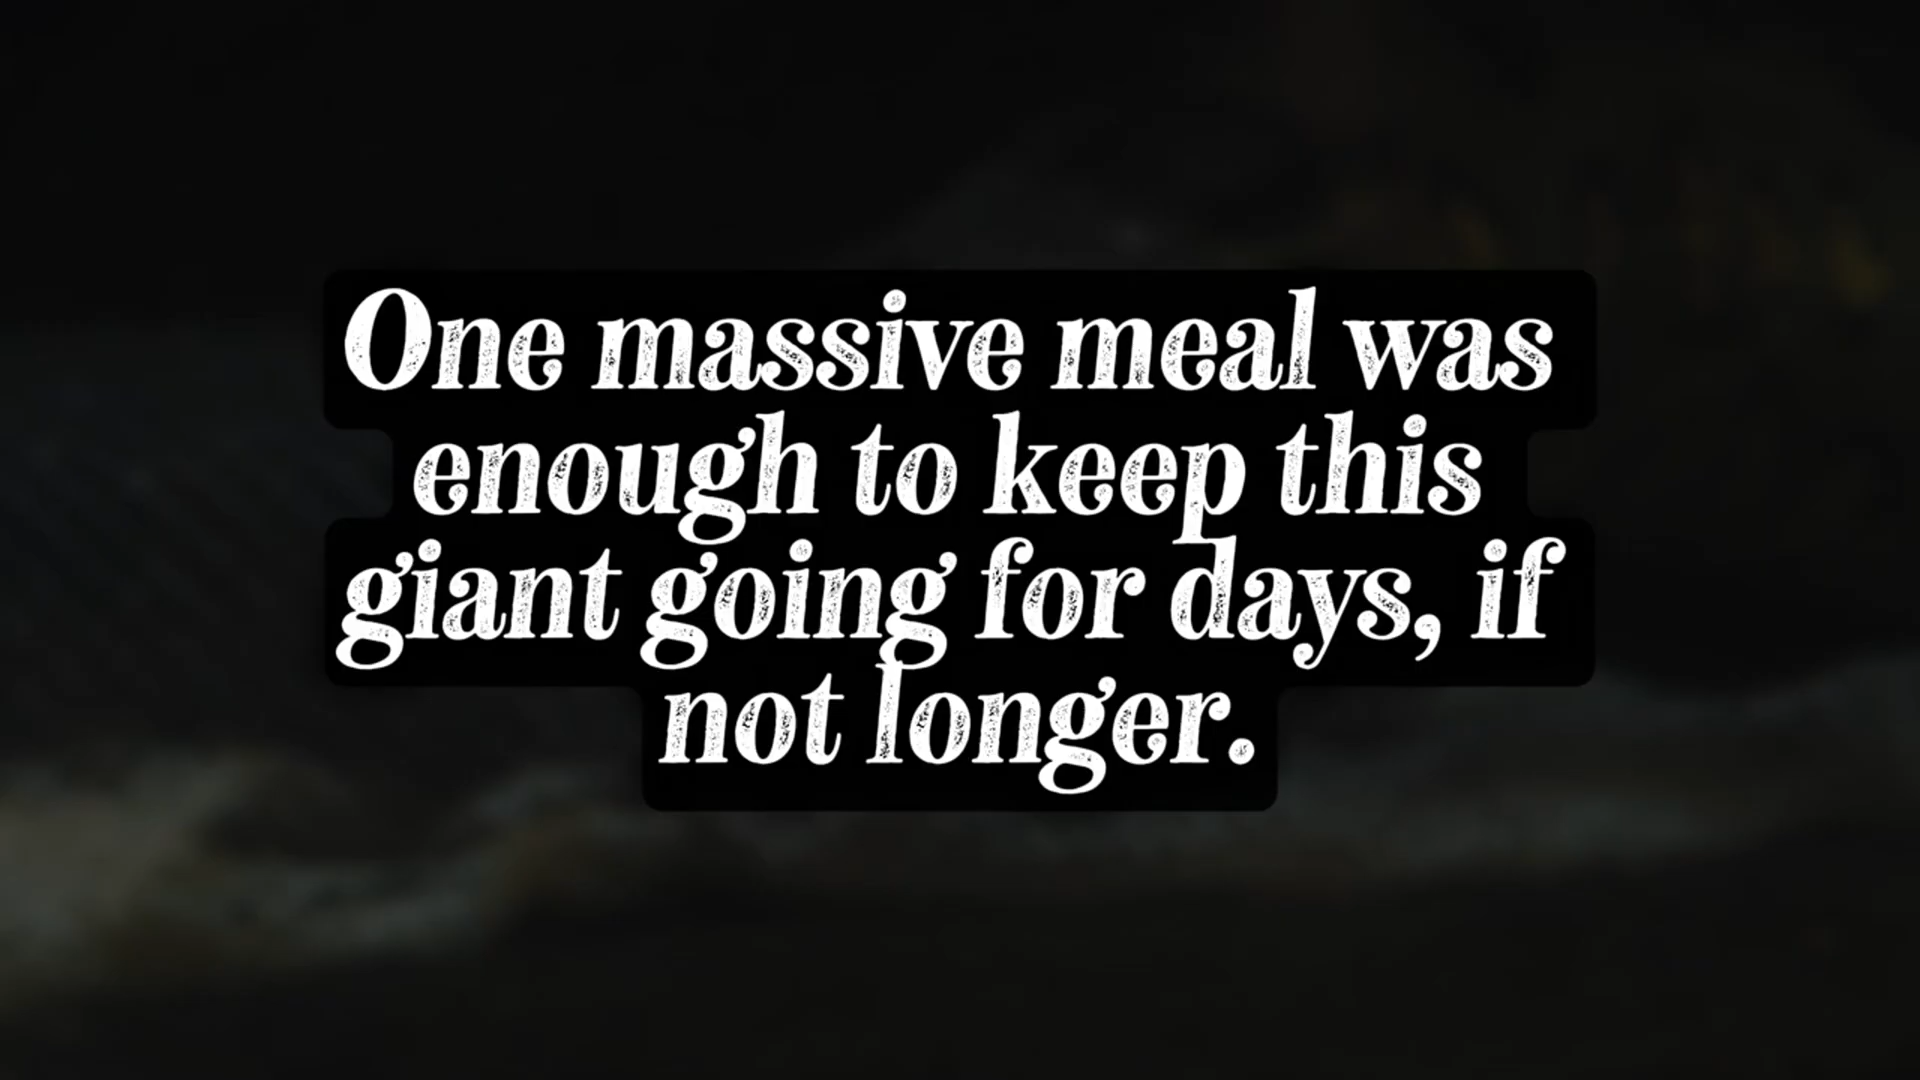 One massive meal was
enough to keep this
giant going for days, if
not longer.